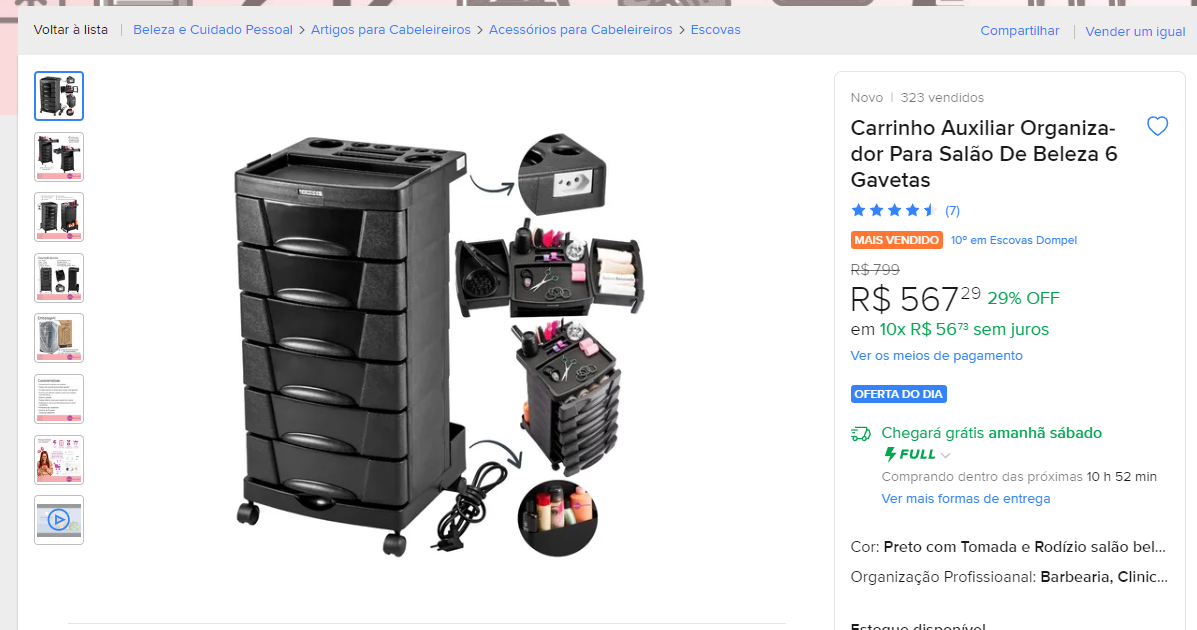 Voltar à lista | Beleza e Cuidado Pessoal > Artigos para Cabeleireiros > Acessórios para Cabeleireiros > Escovas
Compartilhar | Vender um igual
Novo | 323 vendidos
Carrinho Auxiliar Organiza-
dor Para Salão De Beleza 6
Gavetas
(7)
MAIS VENDIDO 10º em Escovas Dompel
R$ 799
R$ 567 29 29% OFF
em 10x R$ 56 73 sem juros
Ver os meios de pagamento
OFERTA DO DIA
Chegará grátis amanhã sábado
FULL
Comprando dentro das próximas 10 h 52 min
Ver mais formas de entrega
Cor: Preto com Tomada e Rodízio salão bel...
Organização Profissioanal: Barbearia, Clinic...
Estoque disponível